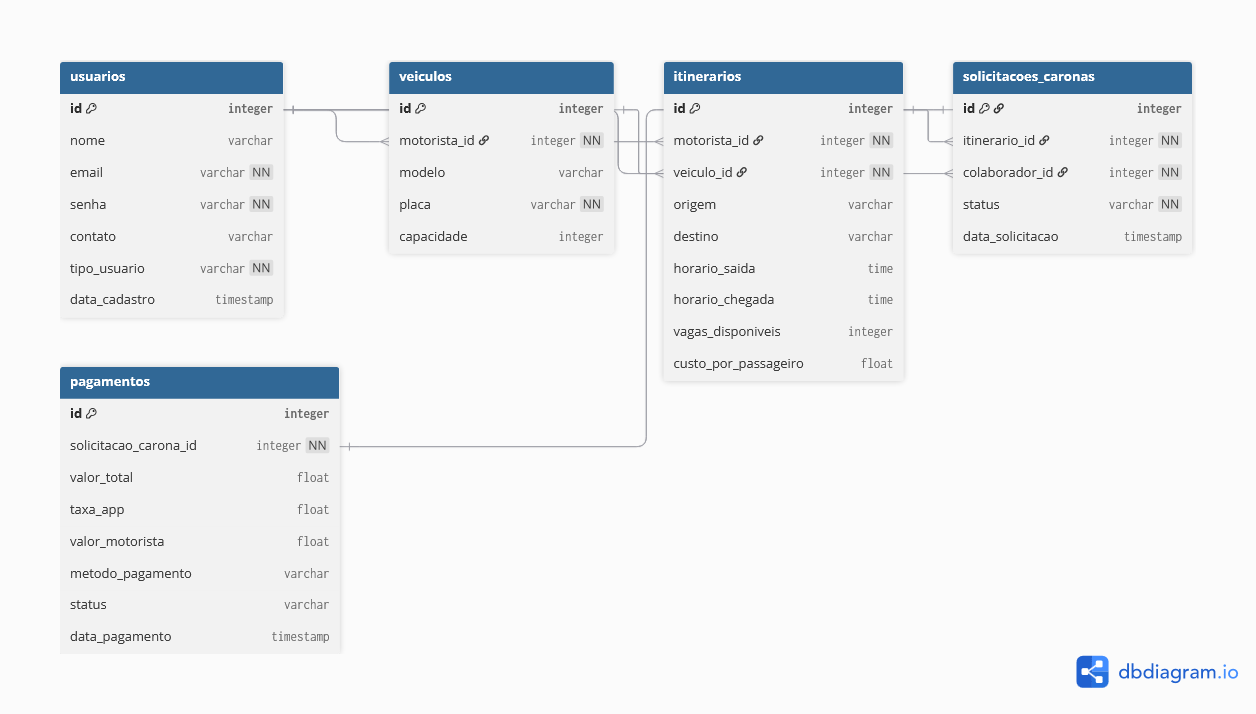 usuarios
id integer
nome varchar
email varchar NN
senha varchar NN
contato varchar
tipo_usuario varchar NN
data_cadastro timestamp
veiculos
id integer
motorista_id integer NN
modelo varchar
placa varchar NN
capacidade integer
itinerarios
id integer
motorista_id integer NN
veiculo_id integer NN
origem varchar
destino varchar
horario_saida time
horario_chegada time
vagas_disponiveis integer
custo_por_passageiro float
solicitacoes_caronas
id integer
itinerario_id integer NN
colaborador_id integer NN
status varchar NN
data_solicitacao timestamp
pagamentos
id integer
solicitacao_carona_id integer NN
valor_total float
taxa_app float
valor_motorista float
metodo_pagamento varchar
status varchar
data_pagamento timestamp
dbdiagram.io